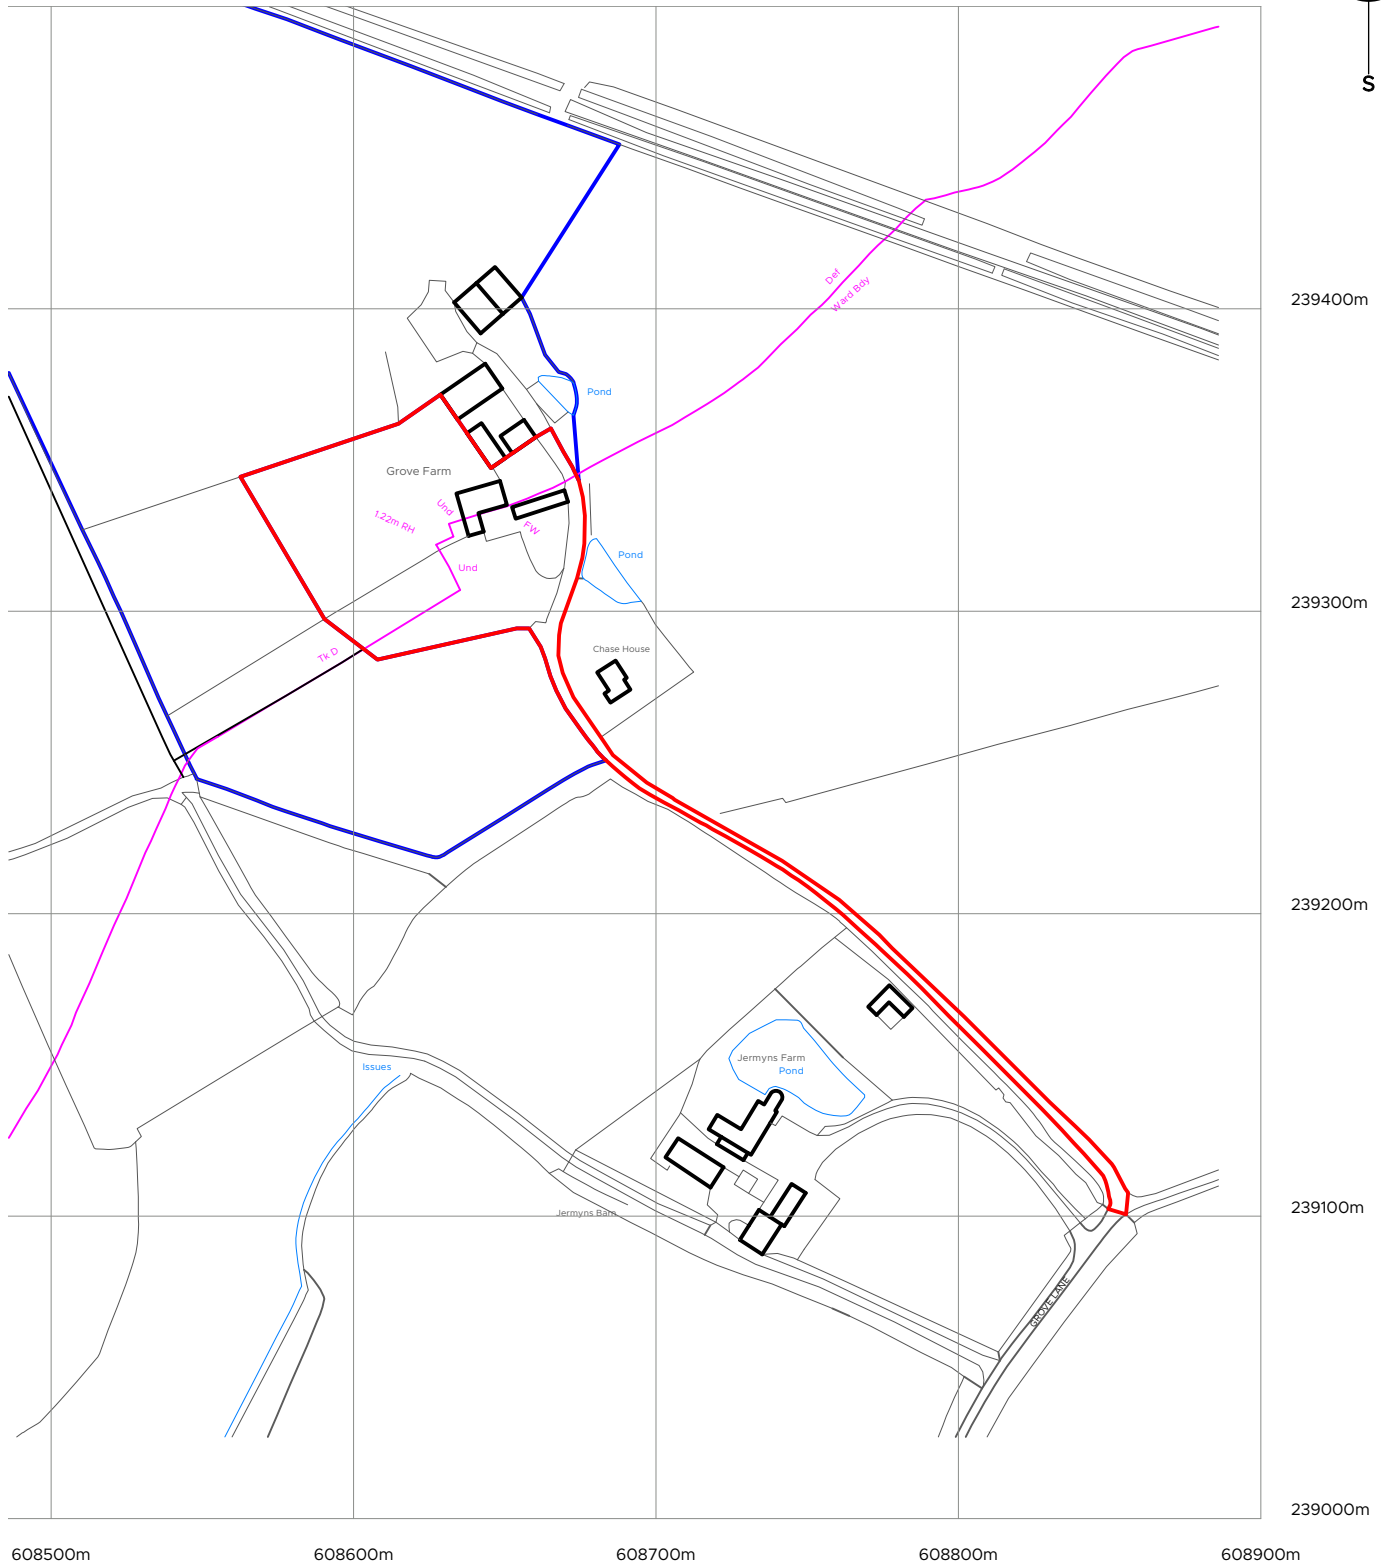 S
Def
Ward Bdy
239400m
Pond
Grove Farm
Und
1.22m RH
FW
Pond
Und
239300m
Chase House
Tk D
239200m
Jermyns Farm
Issues
Pond
Jermyns Barn
239100m
GROVE LANE
239000m
608500m
608600m
608700m
608800m
608900m